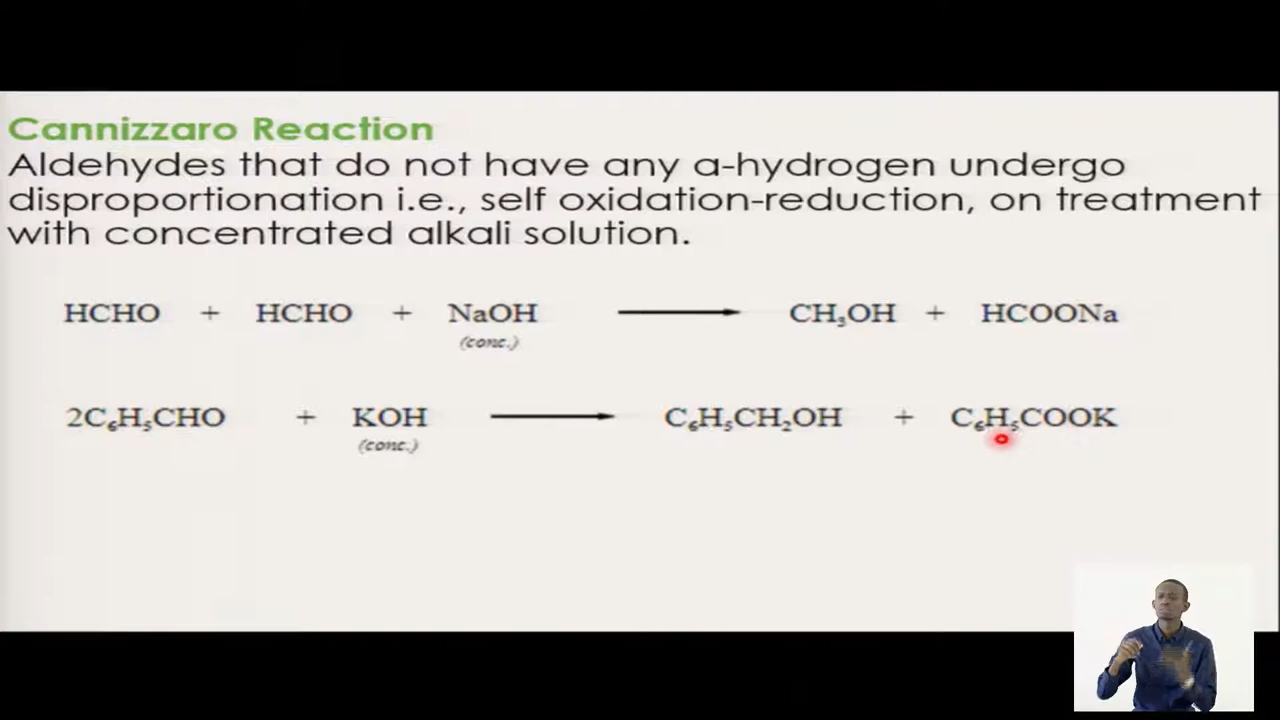 Cannizzaro Reaction
Aldehydes that do not have any a-hydrogen undergo
disproportionation i.e., self oxidation-reduction, on treatment
with concentrated alkali solution.
HCHO + HCHO + NaOH ⟶ CH₃OH + HCOONa
(conc.)
2C₆H₅CHO + KOH ⟶ C₆H₅CH₂OH + C₆H₅COOK
(conc.)